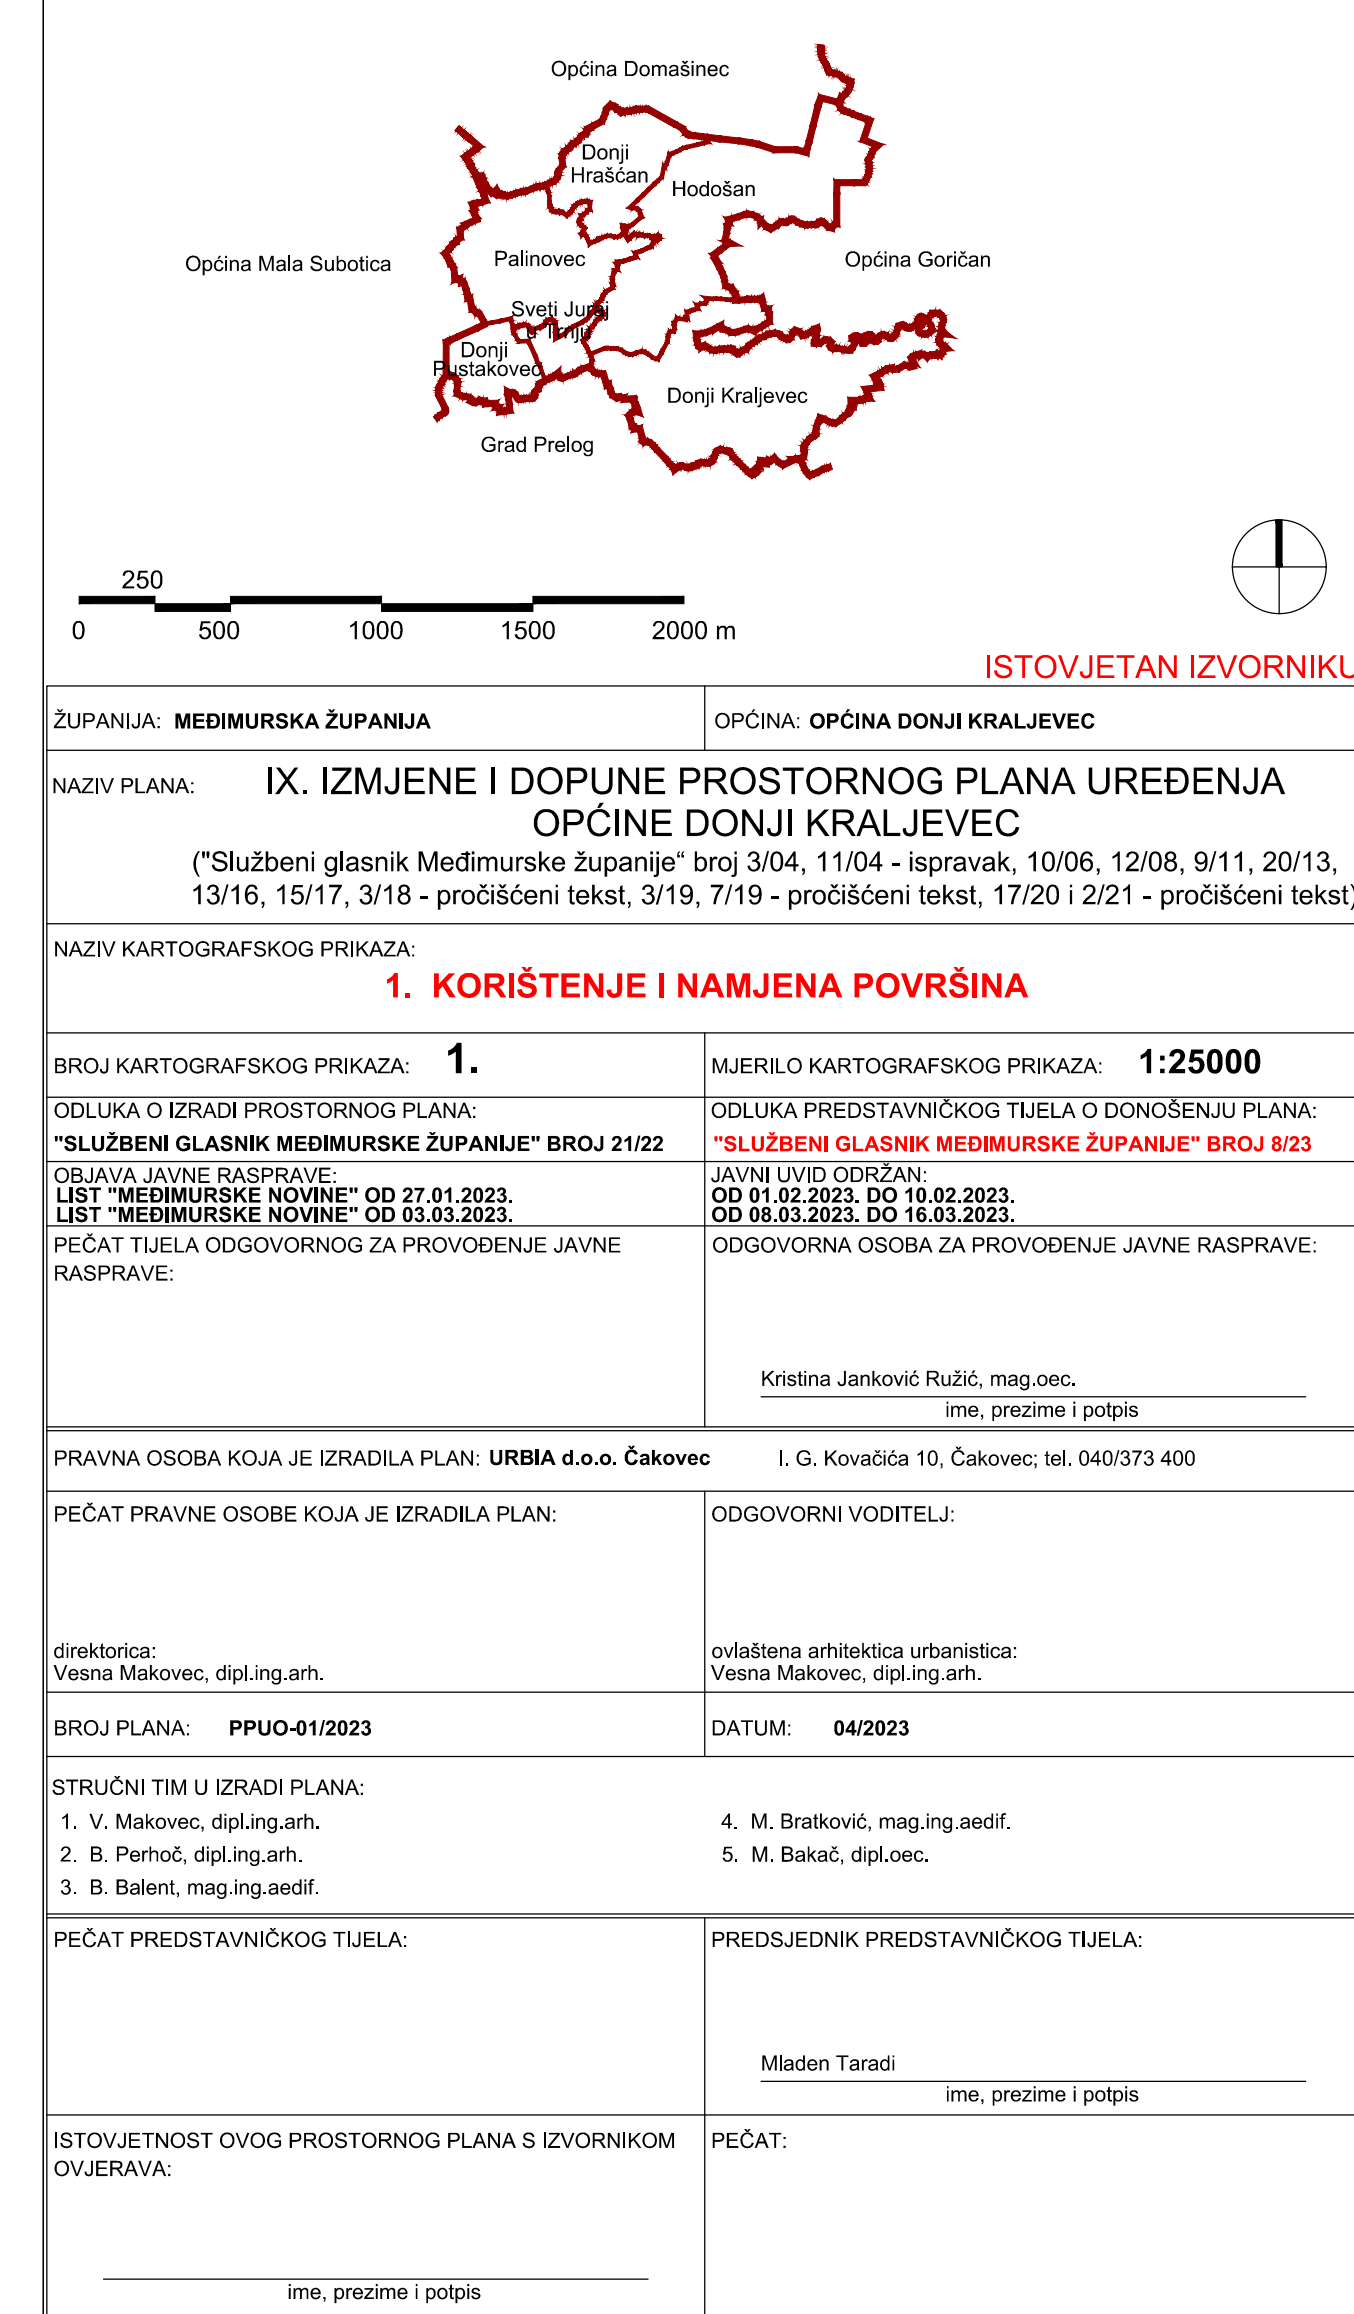 Općina Domašinec
Donji
Hrašćan
Hodošan
Općina Mala Subotica
Palinovec
Općina Goričan
Sveti Juraj
u Trnju
Donji
Pustakovec
Donji Kraljevec
Grad Prelog
250
0 500 1000 1500 2000 m
ISTOVJETAN IZVORNIKU
ŽUPANIJA: MEĐIMURSKA ŽUPANIJA
OPĆINA: OPĆINA DONJI KRALJEVEC
NAZIV PLANA: IX. IZMJENE I DOPUNE PROSTORNOG PLANA UREĐENJA
OPĆINE DONJI KRALJEVEC
("Službeni glasnik Međimurske županije“ broj 3/04, 11/04 - ispravak, 10/06, 12/08, 9/11, 20/13,
13/16, 15/17, 3/18 - pročišćeni tekst, 3/19, 7/19 - pročišćeni tekst, 17/20 i 2/21 - pročišćeni tekst)
NAZIV KARTOGRAFSKOG PRIKAZA:
1. KORIŠTENJE I NAMJENA POVRŠINA
BROJ KARTOGRAFSKOG PRIKAZA: 1.
MJERILO KARTOGRAFSKOG PRIKAZA: 1:25000
ODLUKA O IZRADI PROSTORNOG PLANA:
"SLUŽBENI GLASNIK MEĐIMURSKE ŽUPANIJE" BROJ 21/22
ODLUKA PREDSTAVNIČKOG TIJELA O DONOŠENJU PLANA:
"SLUŽBENI GLASNIK MEĐIMURSKE ŽUPANIJE" BROJ 8/23
OBJAVA JAVNE RASPRAVE:
LIST "MEĐIMURSKE NOVINE" OD 27.01.2023.
LIST "MEĐIMURSKE NOVINE" OD 03.03.2023.
JAVNI UVID ODRŽAN:
OD 01.02.2023. DO 10.02.2023.
OD 08.03.2023. DO 16.03.2023.
PEČAT TIJELA ODGOVORNOG ZA PROVOĐENJE JAVNE
RASPRAVE:
ODGOVORNA OSOBA ZA PROVOĐENJE JAVNE RASPRAVE:
Kristina Janković Ružić, mag.oec.
ime, prezime i potpis
PRAVNA OSOBA KOJA JE IZRADILA PLAN: URBIA d.o.o. Čakovec I. G. Kovačića 10, Čakovec; tel. 040/373 400
PEČAT PRAVNE OSOBE KOJA JE IZRADILA PLAN:
direktorica:
Vesna Makovec, dipl.ing.arh.
ODGOVORNI VODITELJ:
ovlaštena arhitektica urbanistica:
Vesna Makovec, dipl.ing.arh.
BROJ PLANA: PPUO-01/2023
DATUM: 04/2023
STRUČNI TIM U IZRADI PLANA:
1. V. Makovec, dipl.ing.arh.
2. B. Perhoč, dipl.ing.arh.
3. B. Balent, mag.ing.aedif.
4. M. Bratković, mag.ing.aedif.
5. M. Bakač, dipl.oec.
PEČAT PREDSTAVNIČKOG TIJELA:
PREDSJEDNIK PREDSTAVNIČKOG TIJELA:
Mladen Taradi
ime, prezime i potpis
ISTOVJETNOST OVOG PROSTORNOG PLANA S IZVORNIKOM
OVJERAVA:
ime, prezime i potpis
PEČAT: